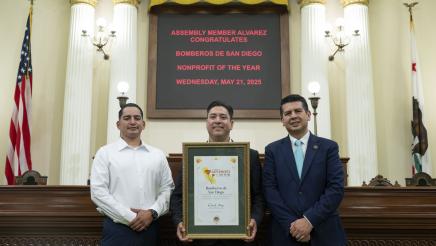 ASSEMBLY MEMBER ALVAREZ
CONGRATULATES
BOMBEROS DE SAN DIEGO
NONPROFIT OF THE YEAR
WEDNESDAY, MAY 21, 2025
Bomberos de
San Diego